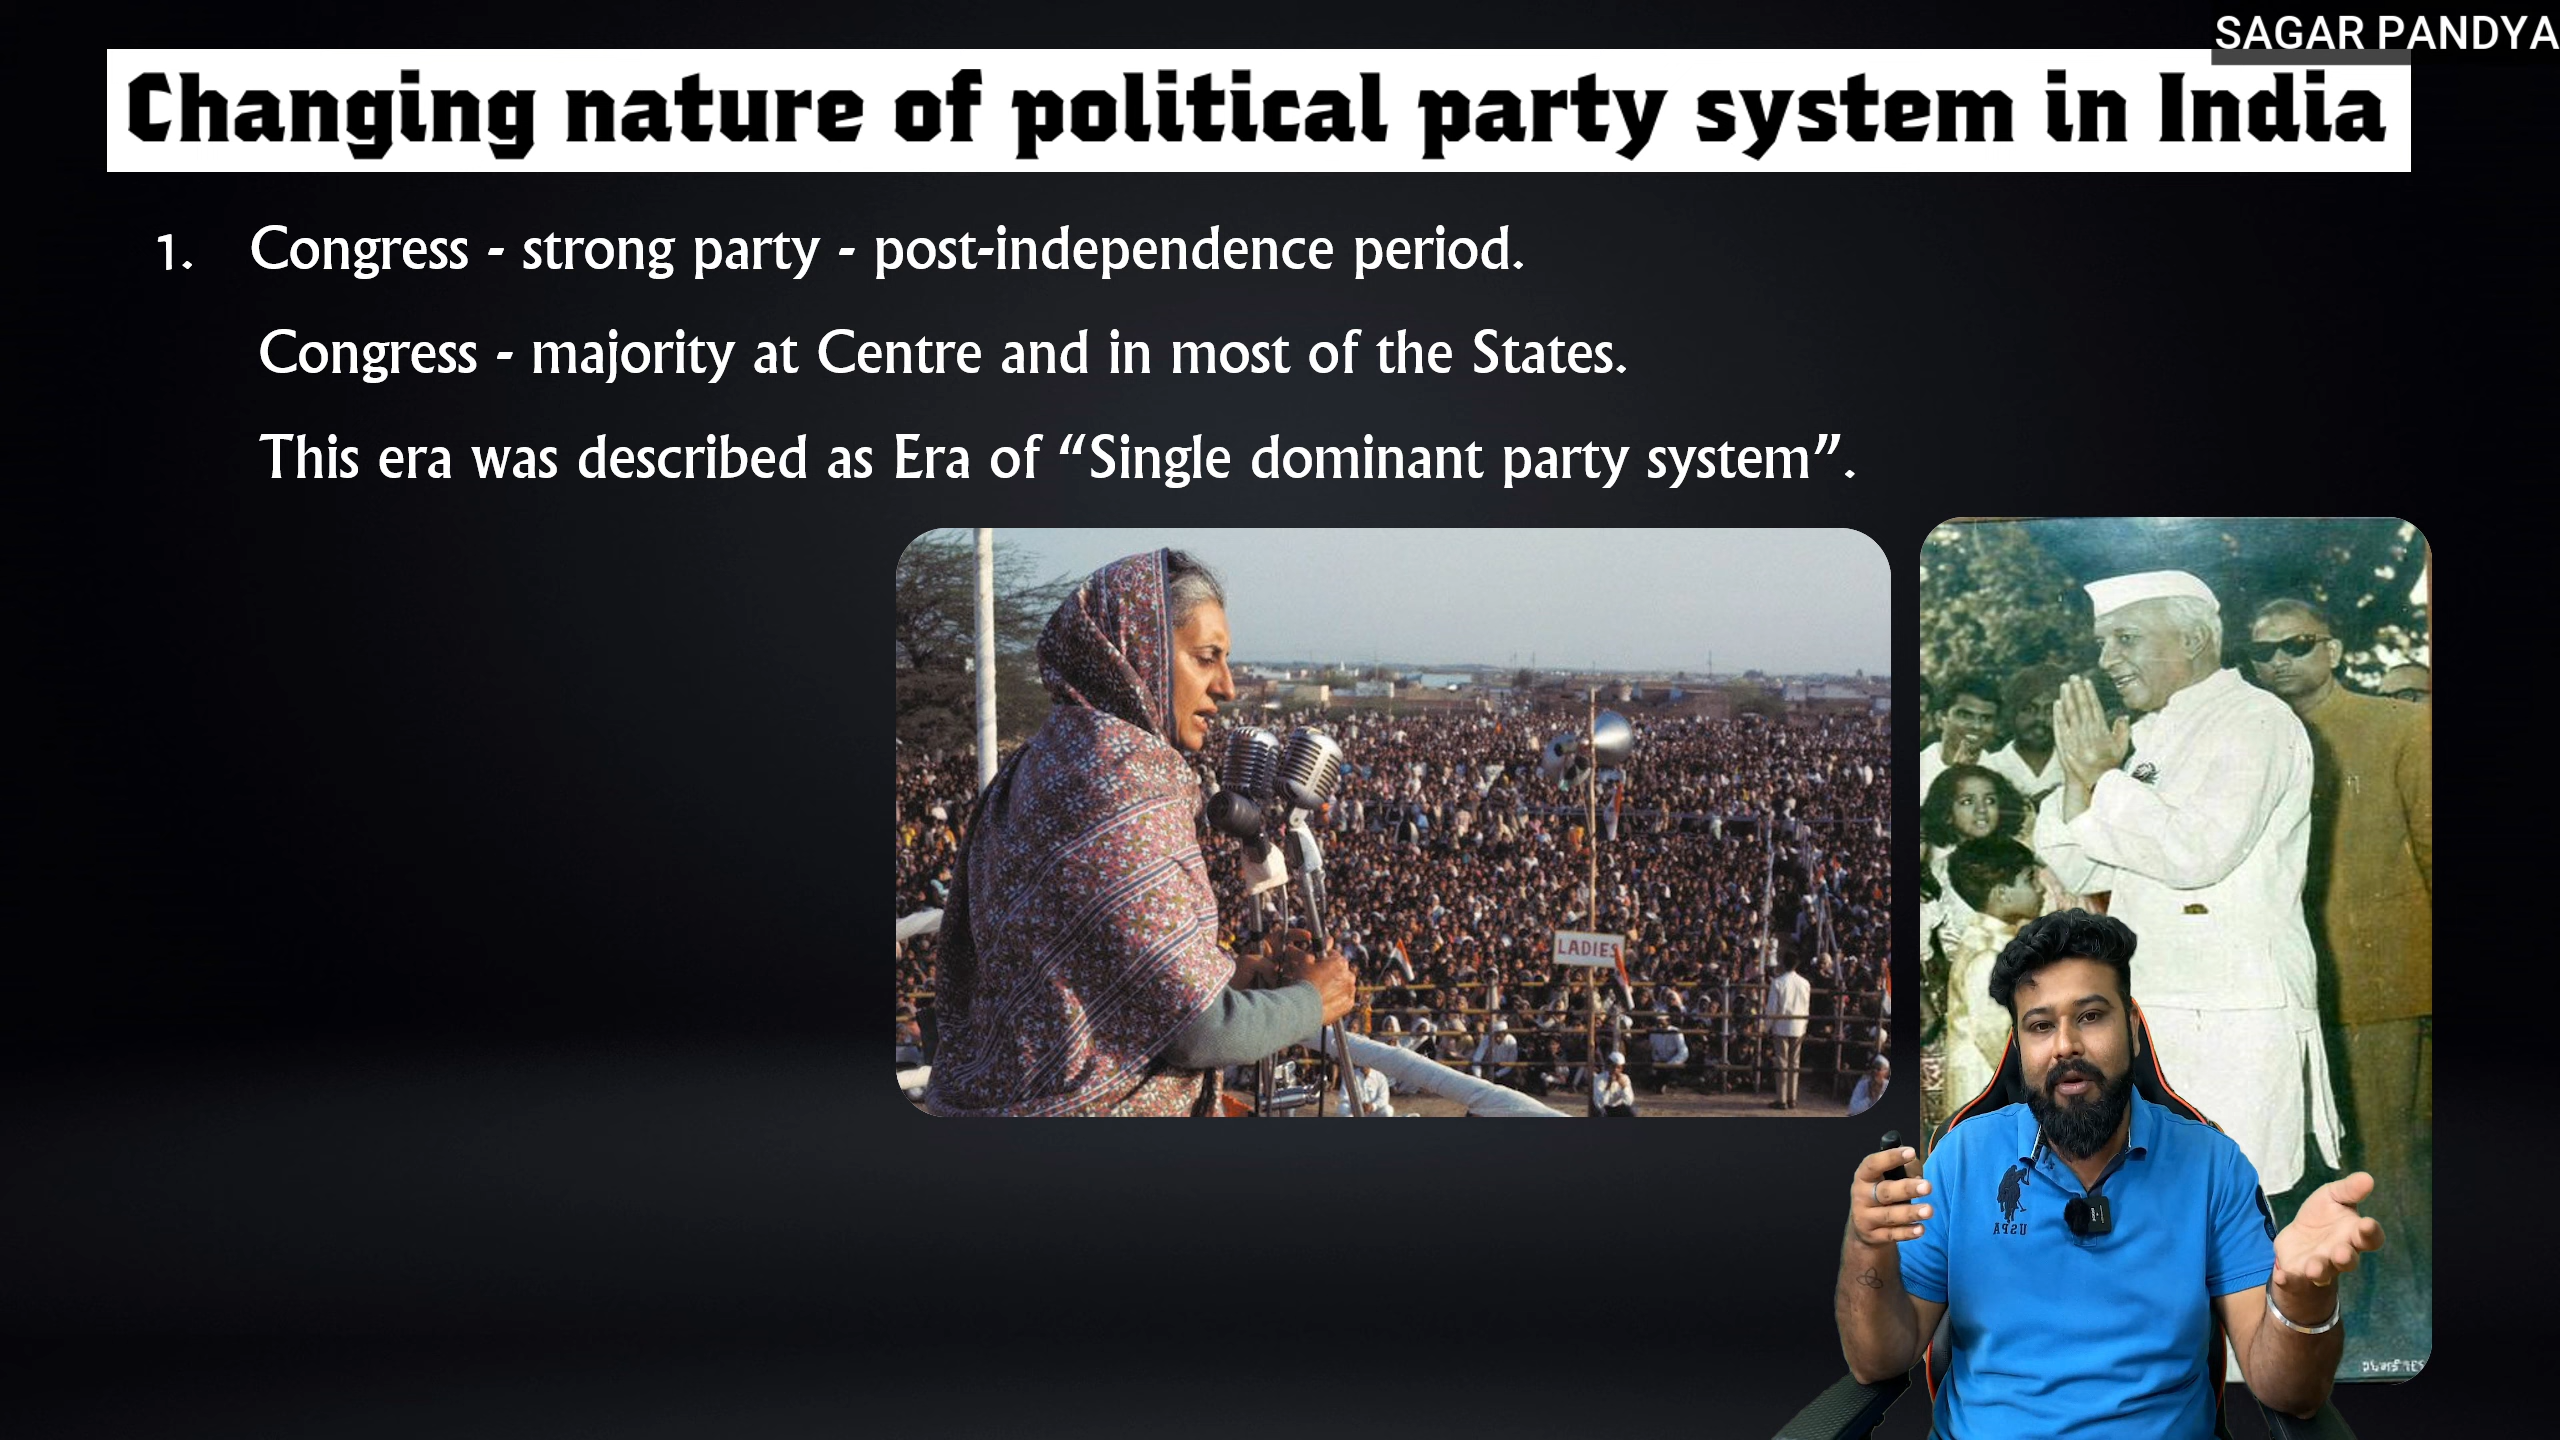 SAGAR PANDYA
Changing nature of political party system in India
1. Congress - strong party - post-independence period.
Congress - majority at Centre and in most of the States.
This era was described as Era of “Single dominant party system”.
LADIES
USPA